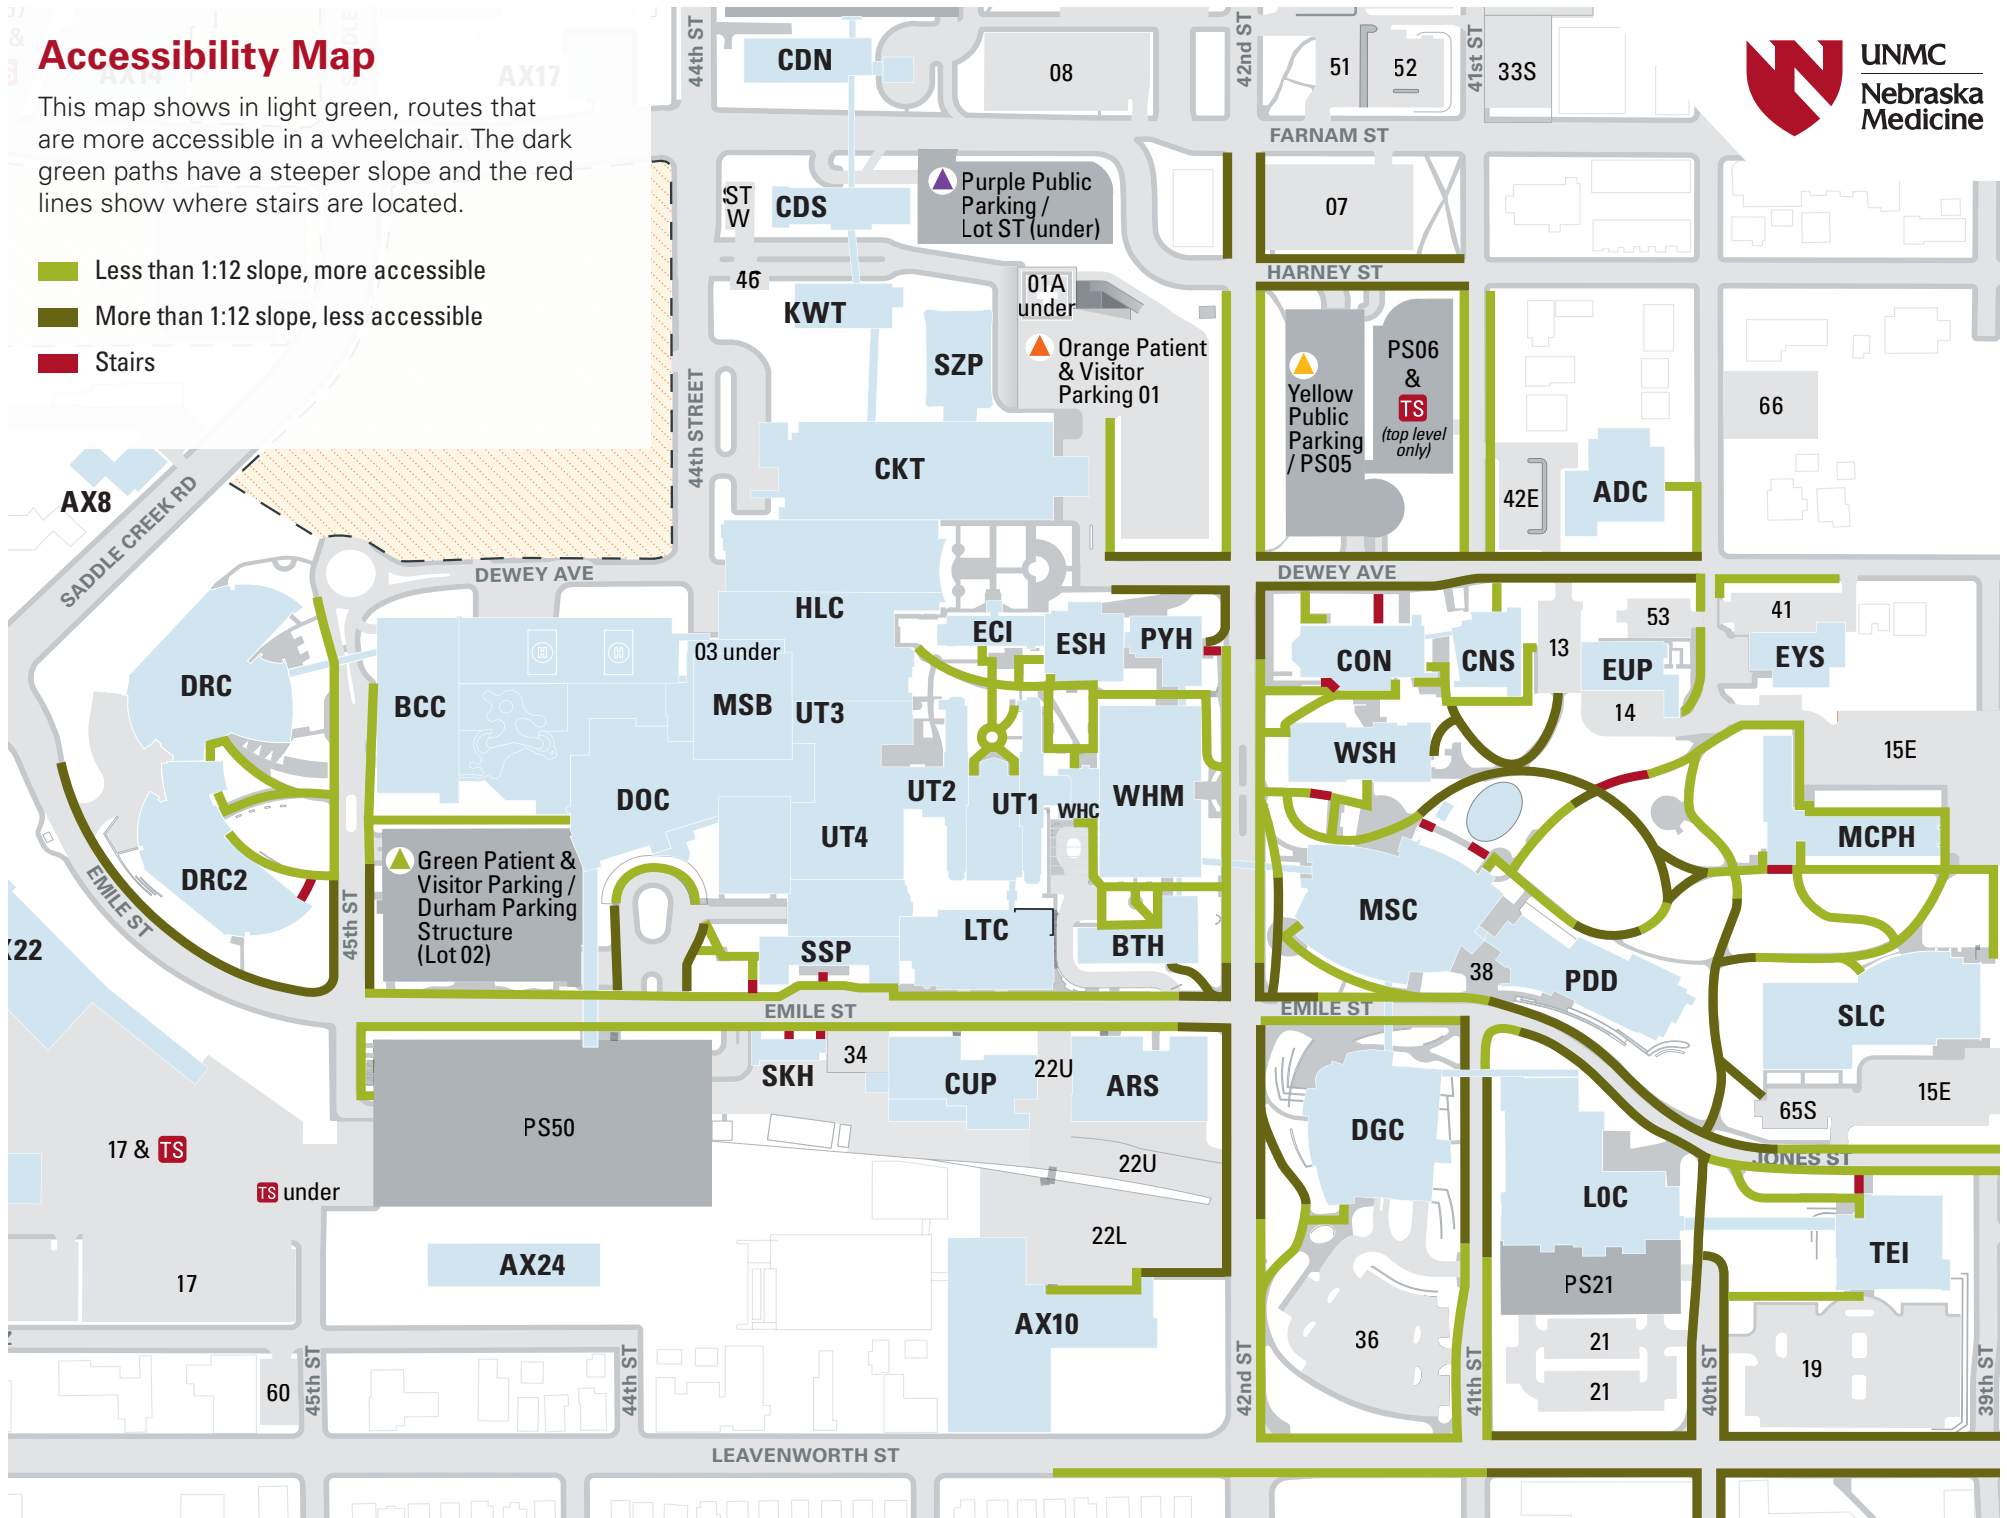 Accessibility Map
This map shows in light green, routes that
are more accessible in a wheelchair. The dark
green paths have a steeper slope and the red
lines show where stairs are located.
Less than 1:12 slope, more accessible
More than 1:12 slope, less accessible
Stairs
UNMC
Nebraska
Medicine
AX14
AX17
44th ST
CDN
08
42nd ST
51
52
41st ST
33S
FARNAM ST
ST
W
CDS
Purple Public
Parking /
Lot ST (under)
07
46
HARNEY ST
01A
under
KWT
SZP
Orange Patient
& Visitor
Parking 01
Yellow
Public
Parking
/ PS05
PS06
&
TS
(top level
only)
66
44th STREET
CKT
42E
ADC
AX8
SADDLE CREEK RD
DEWEY AVE
DEWEY AVE
HLC
ECI
ESH
PYH
03 under
H
H
DRC
BCC
MSB
UT3
CON
CNS
13
53
EUP
14
41
EYS
15E
WSH
DOC
UT2
UT1
WHC
WHM
UT4
MCPH
Green Patient &
Visitor Parking /
Durham Parking
Structure
(Lot 02)
DRC2
EMILE ST
45th ST
X22
SSP
LTC
BTH
MSC
38
PDD
SLC
EMILE ST
EMILE ST
SKH
34
CUP
22U
ARS
DGC
65S
15E
PS50
17 & TS
TS under
22U
JONES ST
22L
LOC
TEI
AX24
17
PS21
AX10
36
21
21
19
60
45th ST
44th ST
42nd ST
41st ST
40th ST
39th ST
LEAVENWORTH ST